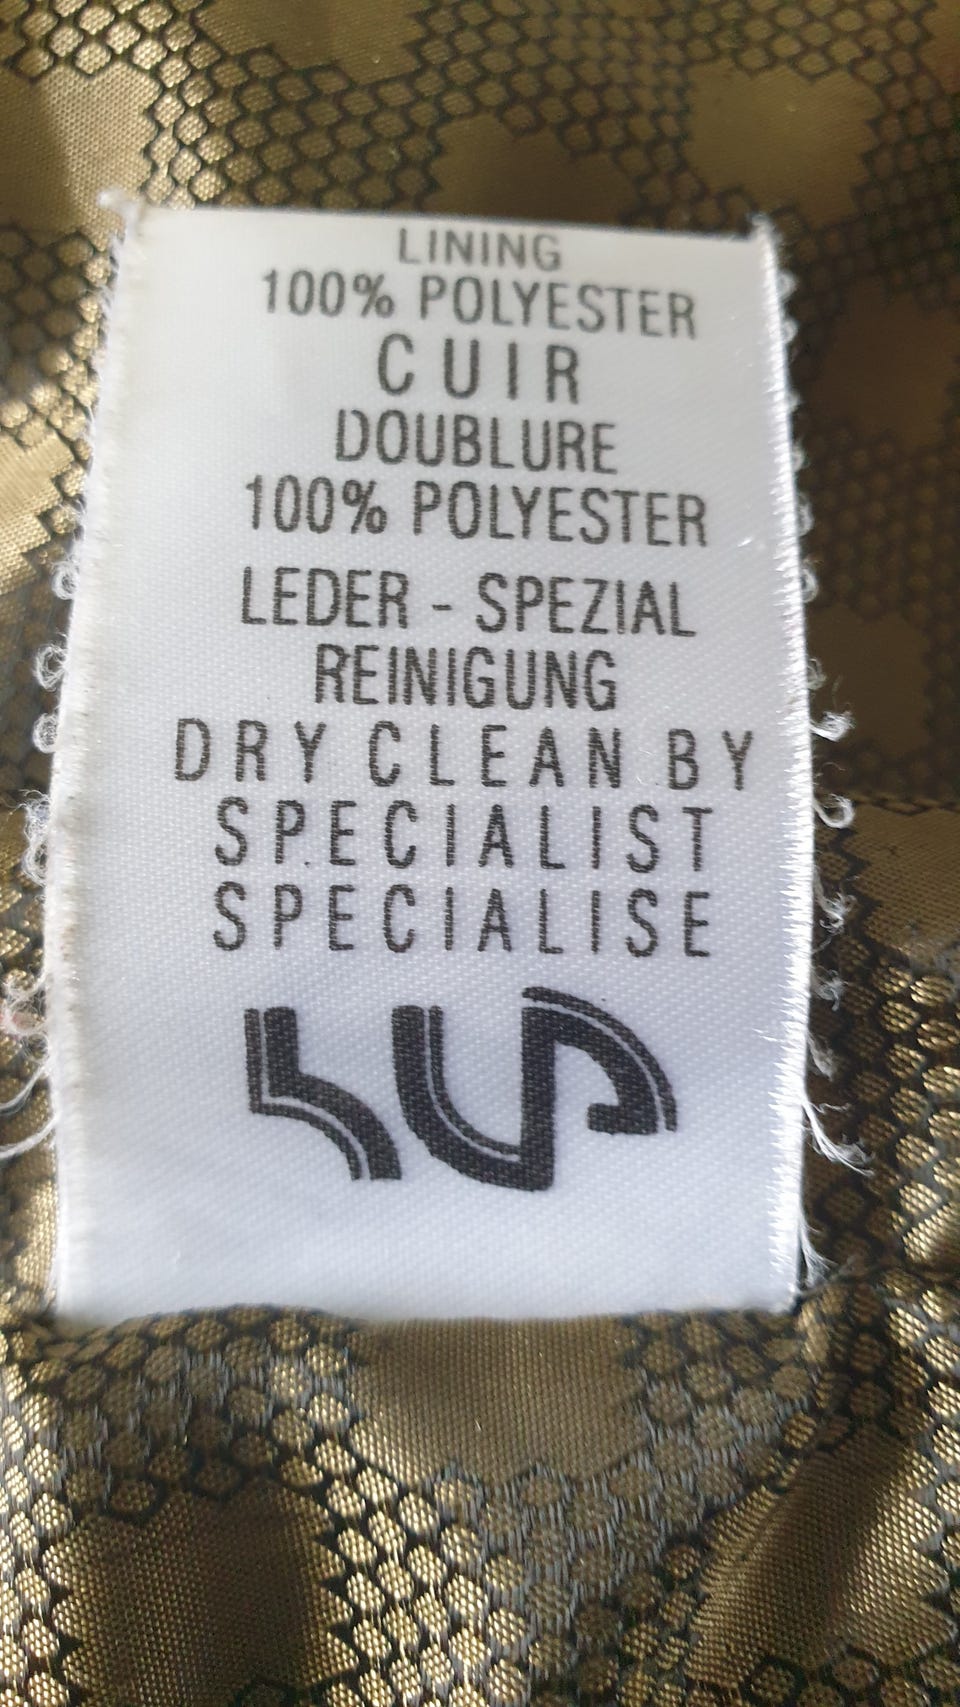 LINING
100% POLYESTER
CUIR
DOUBLURE
100% POLYESTER
LEDER - SPEZIAL
REINIGUNG
DRY CLEAN BY
SPECIALIST
SPECIALISE